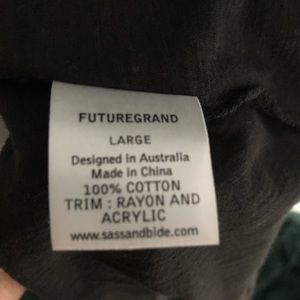 FUTUREGRAND
LARGE
Designed in Australia
Made in China
100% COTTON
TRIM : RAYON AND
ACRYLIC
www.sassandbide.com